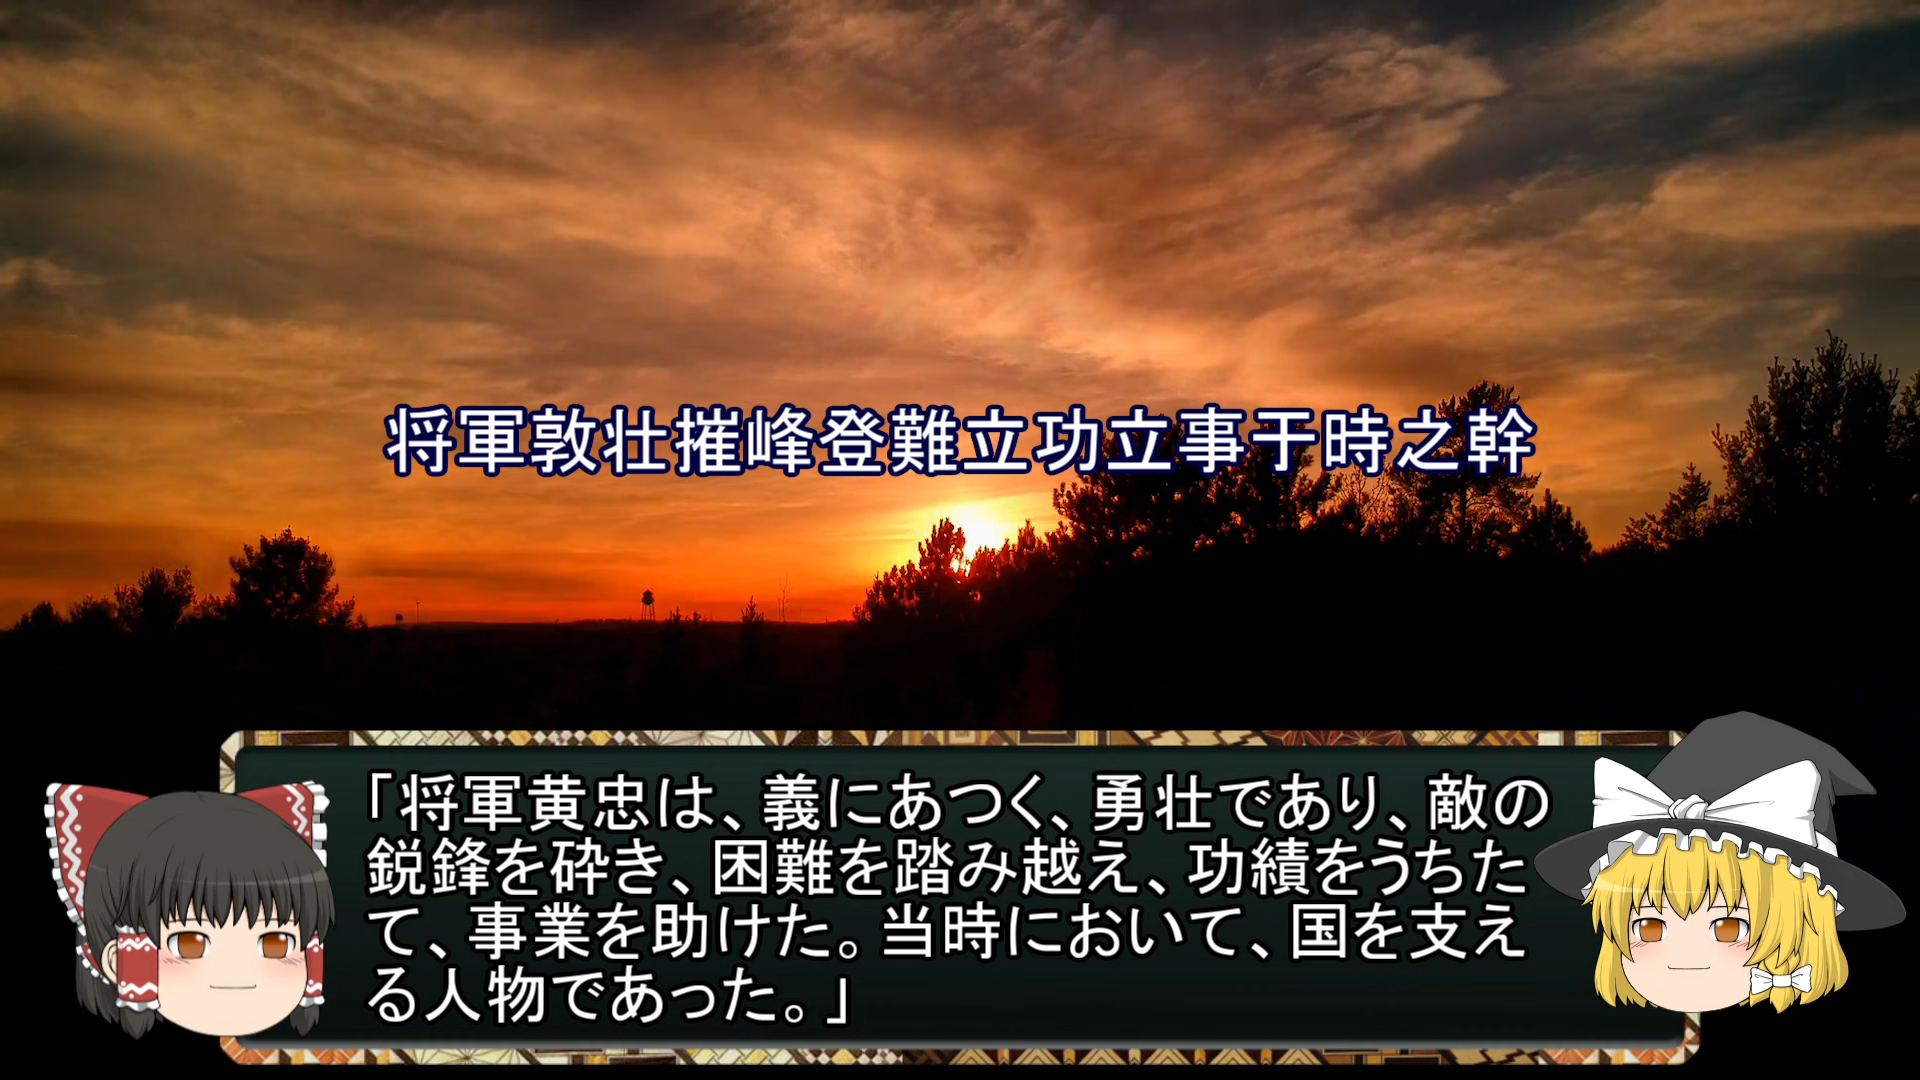 将軍敦壮摧峰登難立功立事于時之幹
「将軍黄忠は、義にあつく、勇壮であり、敵の
鋭鋒を砕き、困難を踏み越え、功績をうちた
て、事業を助けた。当時において、国を支え
る人物であった。」